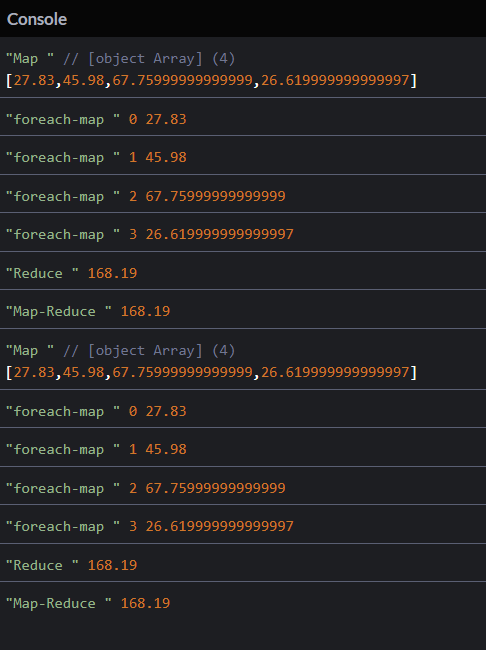 Console
"Map " // [object Array] (4)
[27.83,45.98,67.75999999999999,26.619999999999997]
"foreach-map " 0 27.83
"foreach-map " 1 45.98
"foreach-map " 2 67.75999999999999
"foreach-map " 3 26.619999999999997
"Reduce " 168.19
"Map-Reduce " 168.19
"Map " // [object Array] (4)
[27.83,45.98,67.75999999999999,26.619999999999997]
"foreach-map " 0 27.83
"foreach-map " 1 45.98
"foreach-map " 2 67.75999999999999
"foreach-map " 3 26.619999999999997
"Reduce " 168.19
"Map-Reduce " 168.19